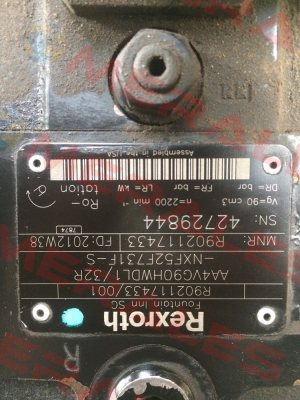 Rexroth
Fountain Inn SC
R902117433/001
AA4VG90HWDL1/32R
-NXF52F731F-S
MNR: R902117433 FD: 2012W38
7874
SN: 42729844
Vg=90 cm3 n=2200 min-1 Ro-
DR= bar FR= bar LR= kW tation
Assembled in the USA